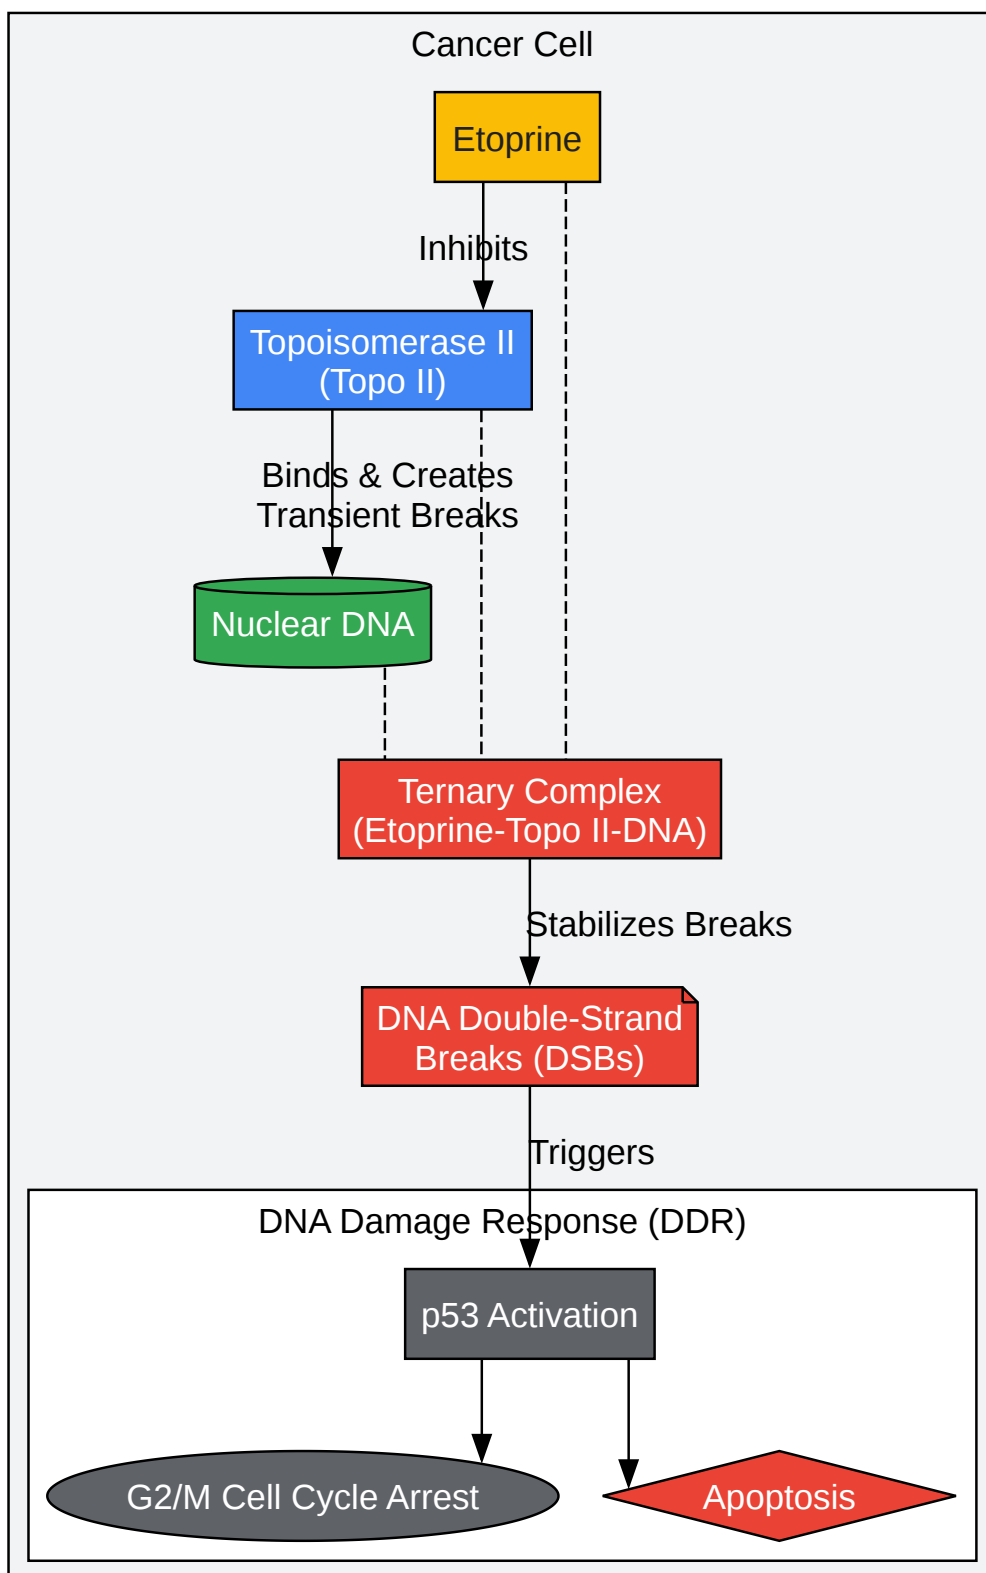 Cancer Cell
Etoprine
Inhibits
Topoisomerase II
(Topo II)
Binds & Creates
Transient Breaks
Nuclear DNA
Ternary Complex
(Etoprine-Topo II-DNA)
Stabilizes Breaks
DNA Double-Strand
Breaks (DSBs)
Triggers
DNA Damage Response (DDR)
p53 Activation
G2/M Cell Cycle Arrest
Apoptosis